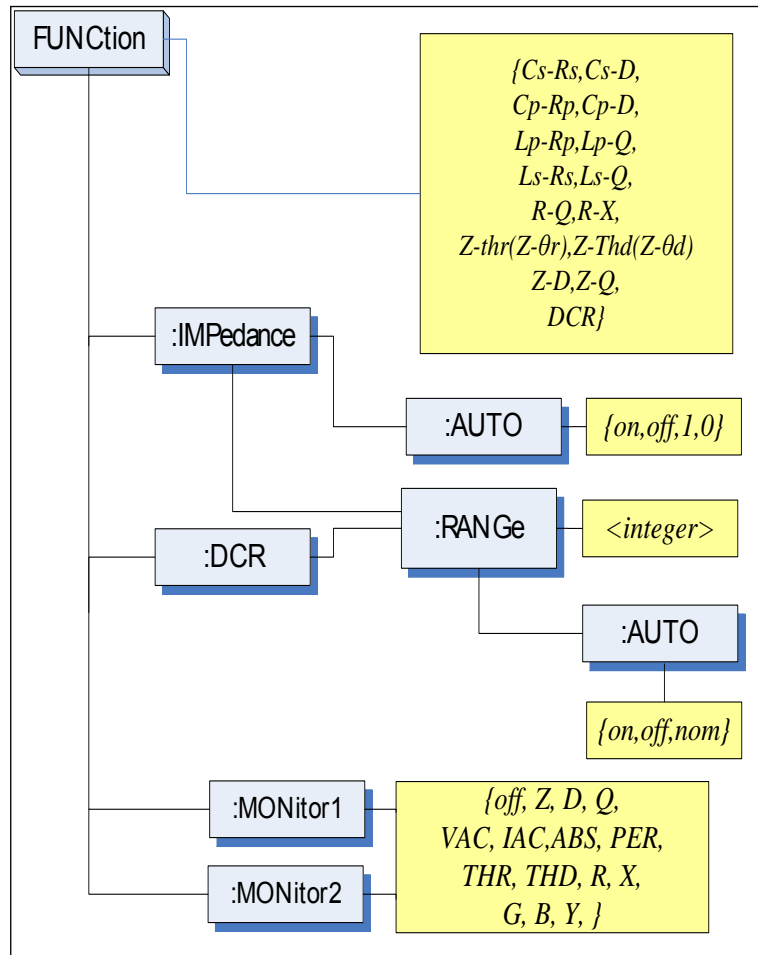 FUNCtion
{Cs-Rs,Cs-D,
Cp-Rp,Cp-D,
Lp-Rp,Lp-Q,
Ls-Rs,Ls-Q,
R-Q,R-X,
Z-thr(Z-θr),Z-Thd(Z-θd)
Z-D,Z-Q,
DCR}
:IMPedance
:AUTO
{on,off,1,0}
:RANGe
<integer>
:DCR
:AUTO
{on,off,nom}
:MONitor1
{off, Z, D, Q,
VAC, IAC,ABS, PER,
THR, THD, R, X,
G, B, Y, }
:MONitor2